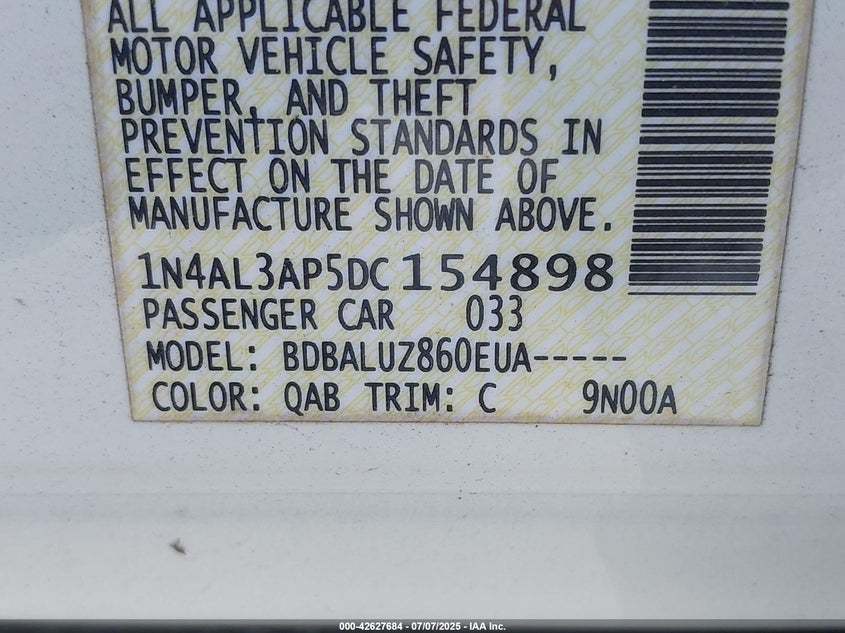 ALL APPLICABLE FEDERAL
MOTOR VEHICLE SAFETY,
BUMPER, AND THEFT
PREVENTION STANDARDS IN
EFFECT ON THE DATE OF
MANUFACTURE SHOWN ABOVE.
1N4AL3AP5DC154898
PASSENGER CAR 033
MODEL: BDBALUZ860EUA-----
COLOR: QAB TRIM: C 9N00A
000-42627684 - 07/07/2025 - IAA Inc.